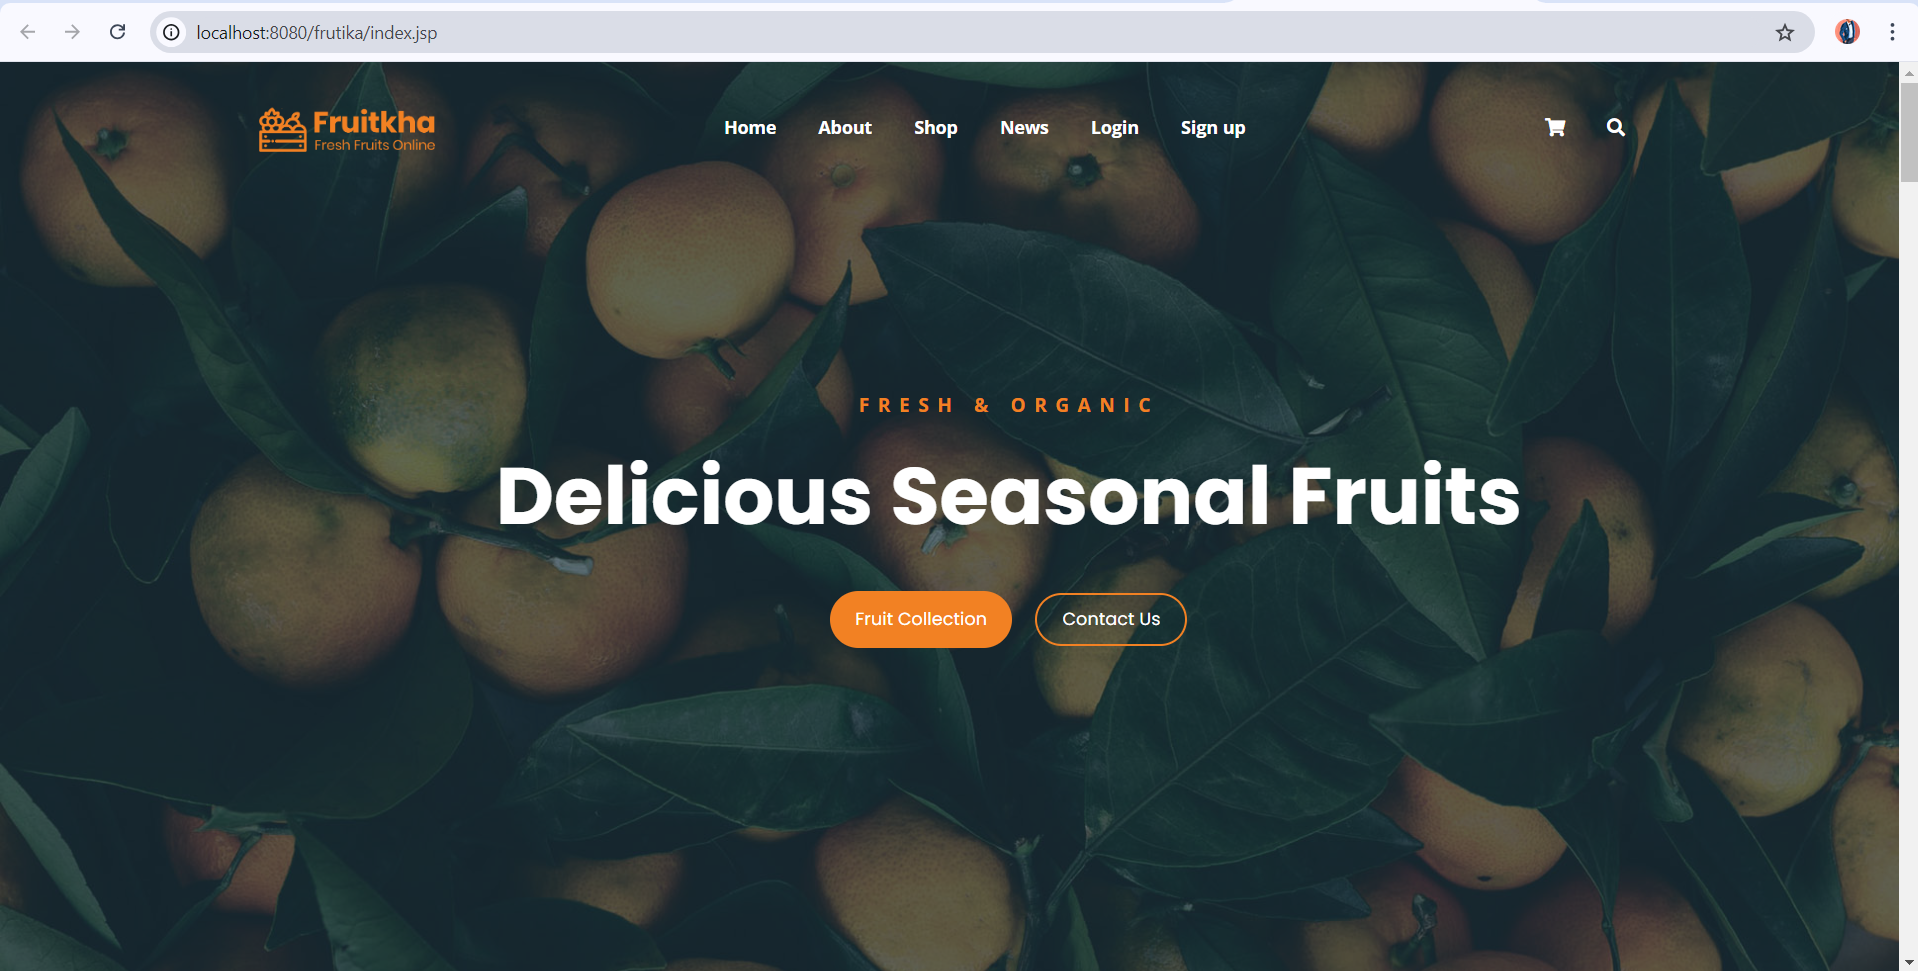 localhost:8080/frutika/index.jsp
Fruitkha
Fresh Fruits Online
Home About Shop News Login Sign up
FRESH & ORGANIC
Delicious Seasonal Fruits
Fruit Collection Contact Us